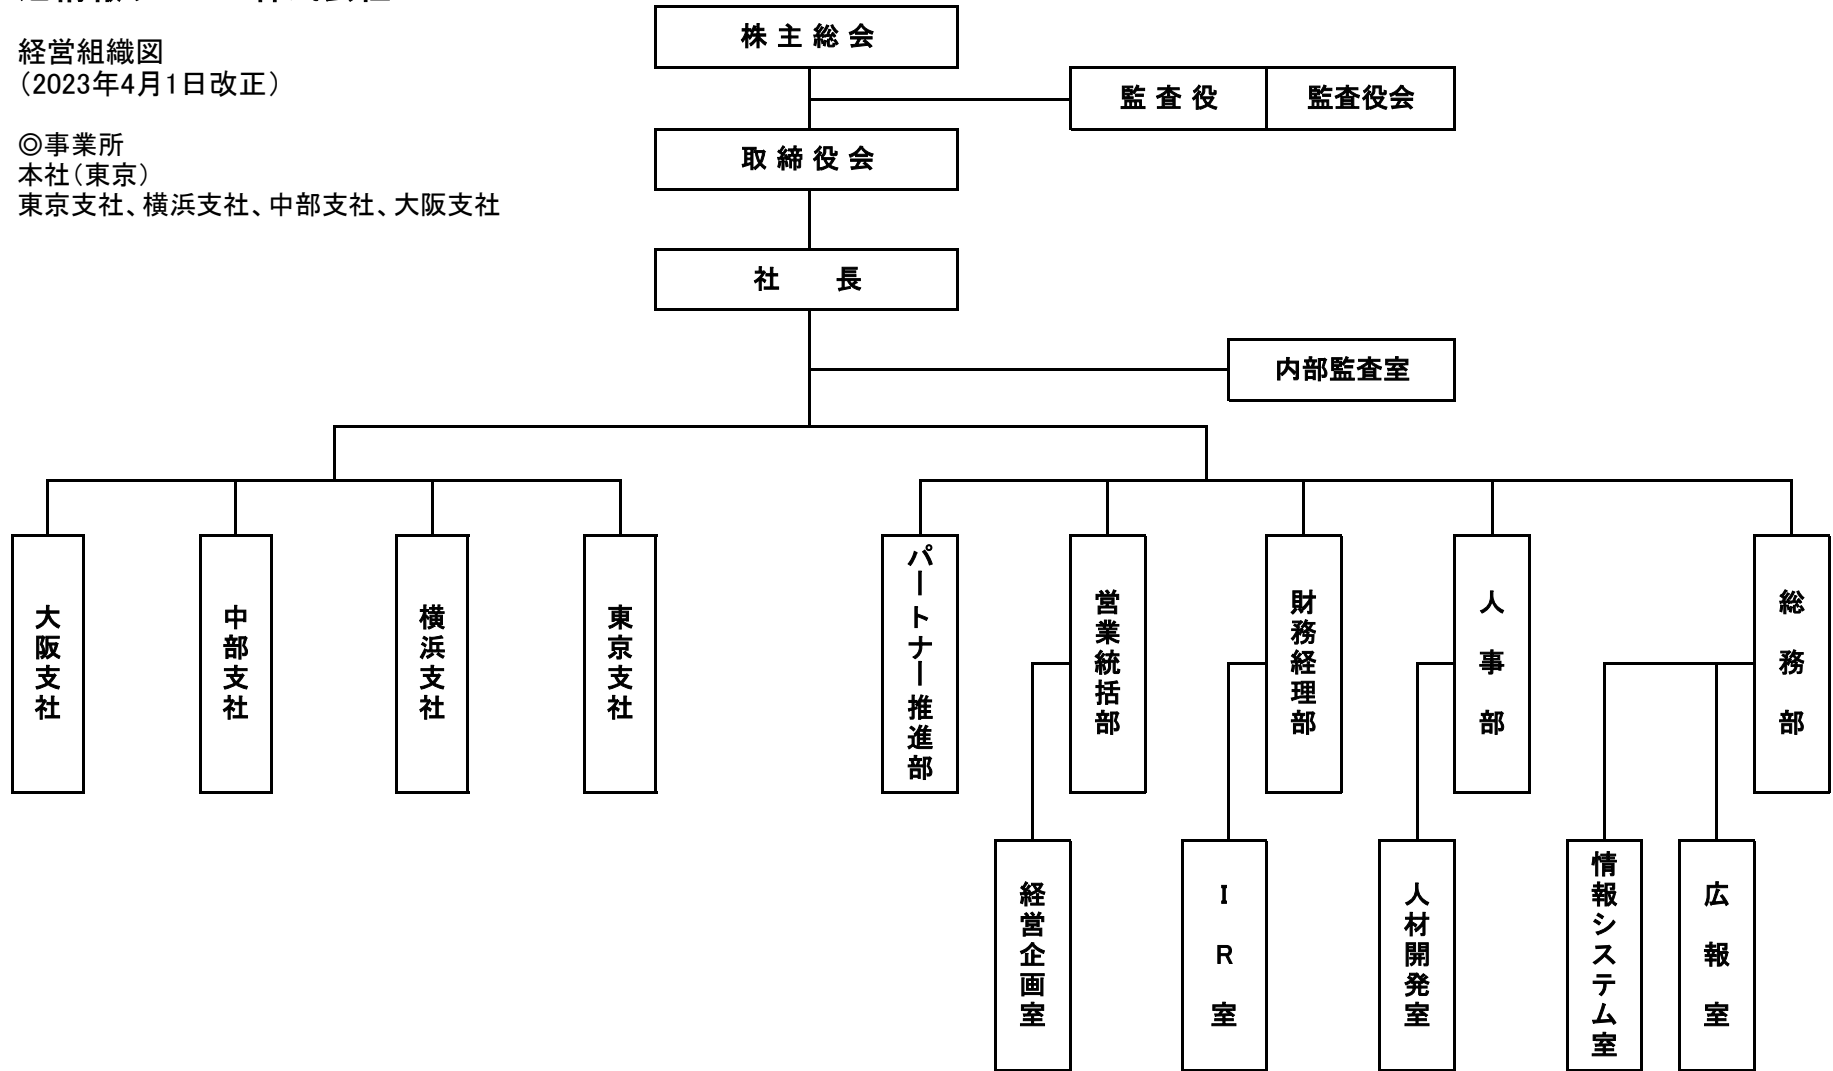 経営組織図
（2023年4月1日改正）
◎事業所
本社（東京）
東京支社、横浜支社、中部支社、大阪支社
株主総会
監査役
監査役会
取締役会
社長
内部監査室
大阪支社
中部支社
横浜支社
東京支社
パートナー推進部
営業統括部
財務経理部
人事部
総務部
経営企画室
IR室
人材開発室
情報システム室
広報室